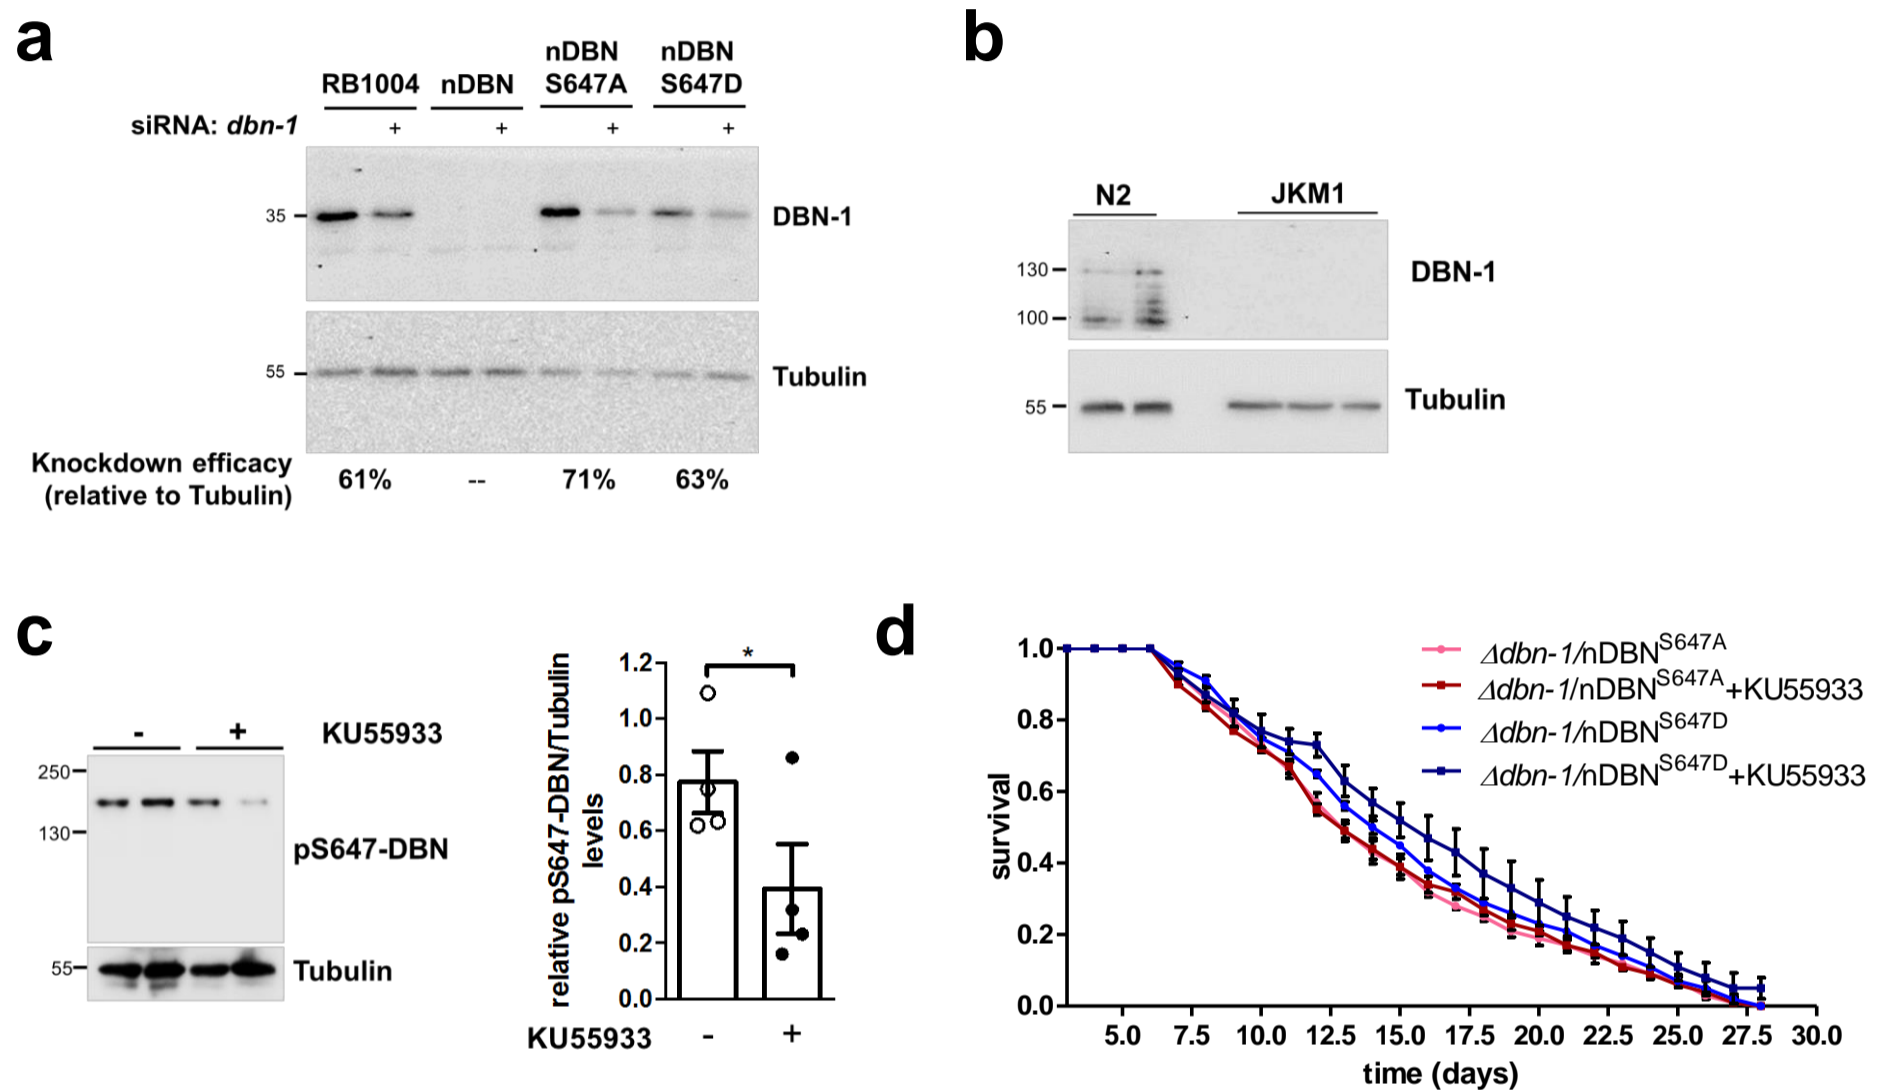 a
RB1004 nDBN nDBN S647A nDBN S647D
siRNA: dbn-1 + + + +
35 DBN-1
55 Tubulin
Knockdown efficacy 61% -- 71% 63%
(relative to Tubulin)
b
N2 JKM1
130 DBN-1
100
55 Tubulin
c
- + KU55933
250
130 pS647-DBN
55 Tubulin
relative pS647-DBN/Tubulin
levels
1.2
1.0
0.8
0.6
0.4
0.2
0.0
*
KU55933 - +
d
survival
1.0
0.8
0.6
0.4
0.2
0.0
Δdbn-1/nDBNS647A
Δdbn-1/nDBNS647A+KU55933
Δdbn-1/nDBNS647D
Δdbn-1/nDBNS647D+KU55933
5.0 7.5 10.0 12.5 15.0 17.5 20.0 22.5 25.0 27.5 30.0
time (days)